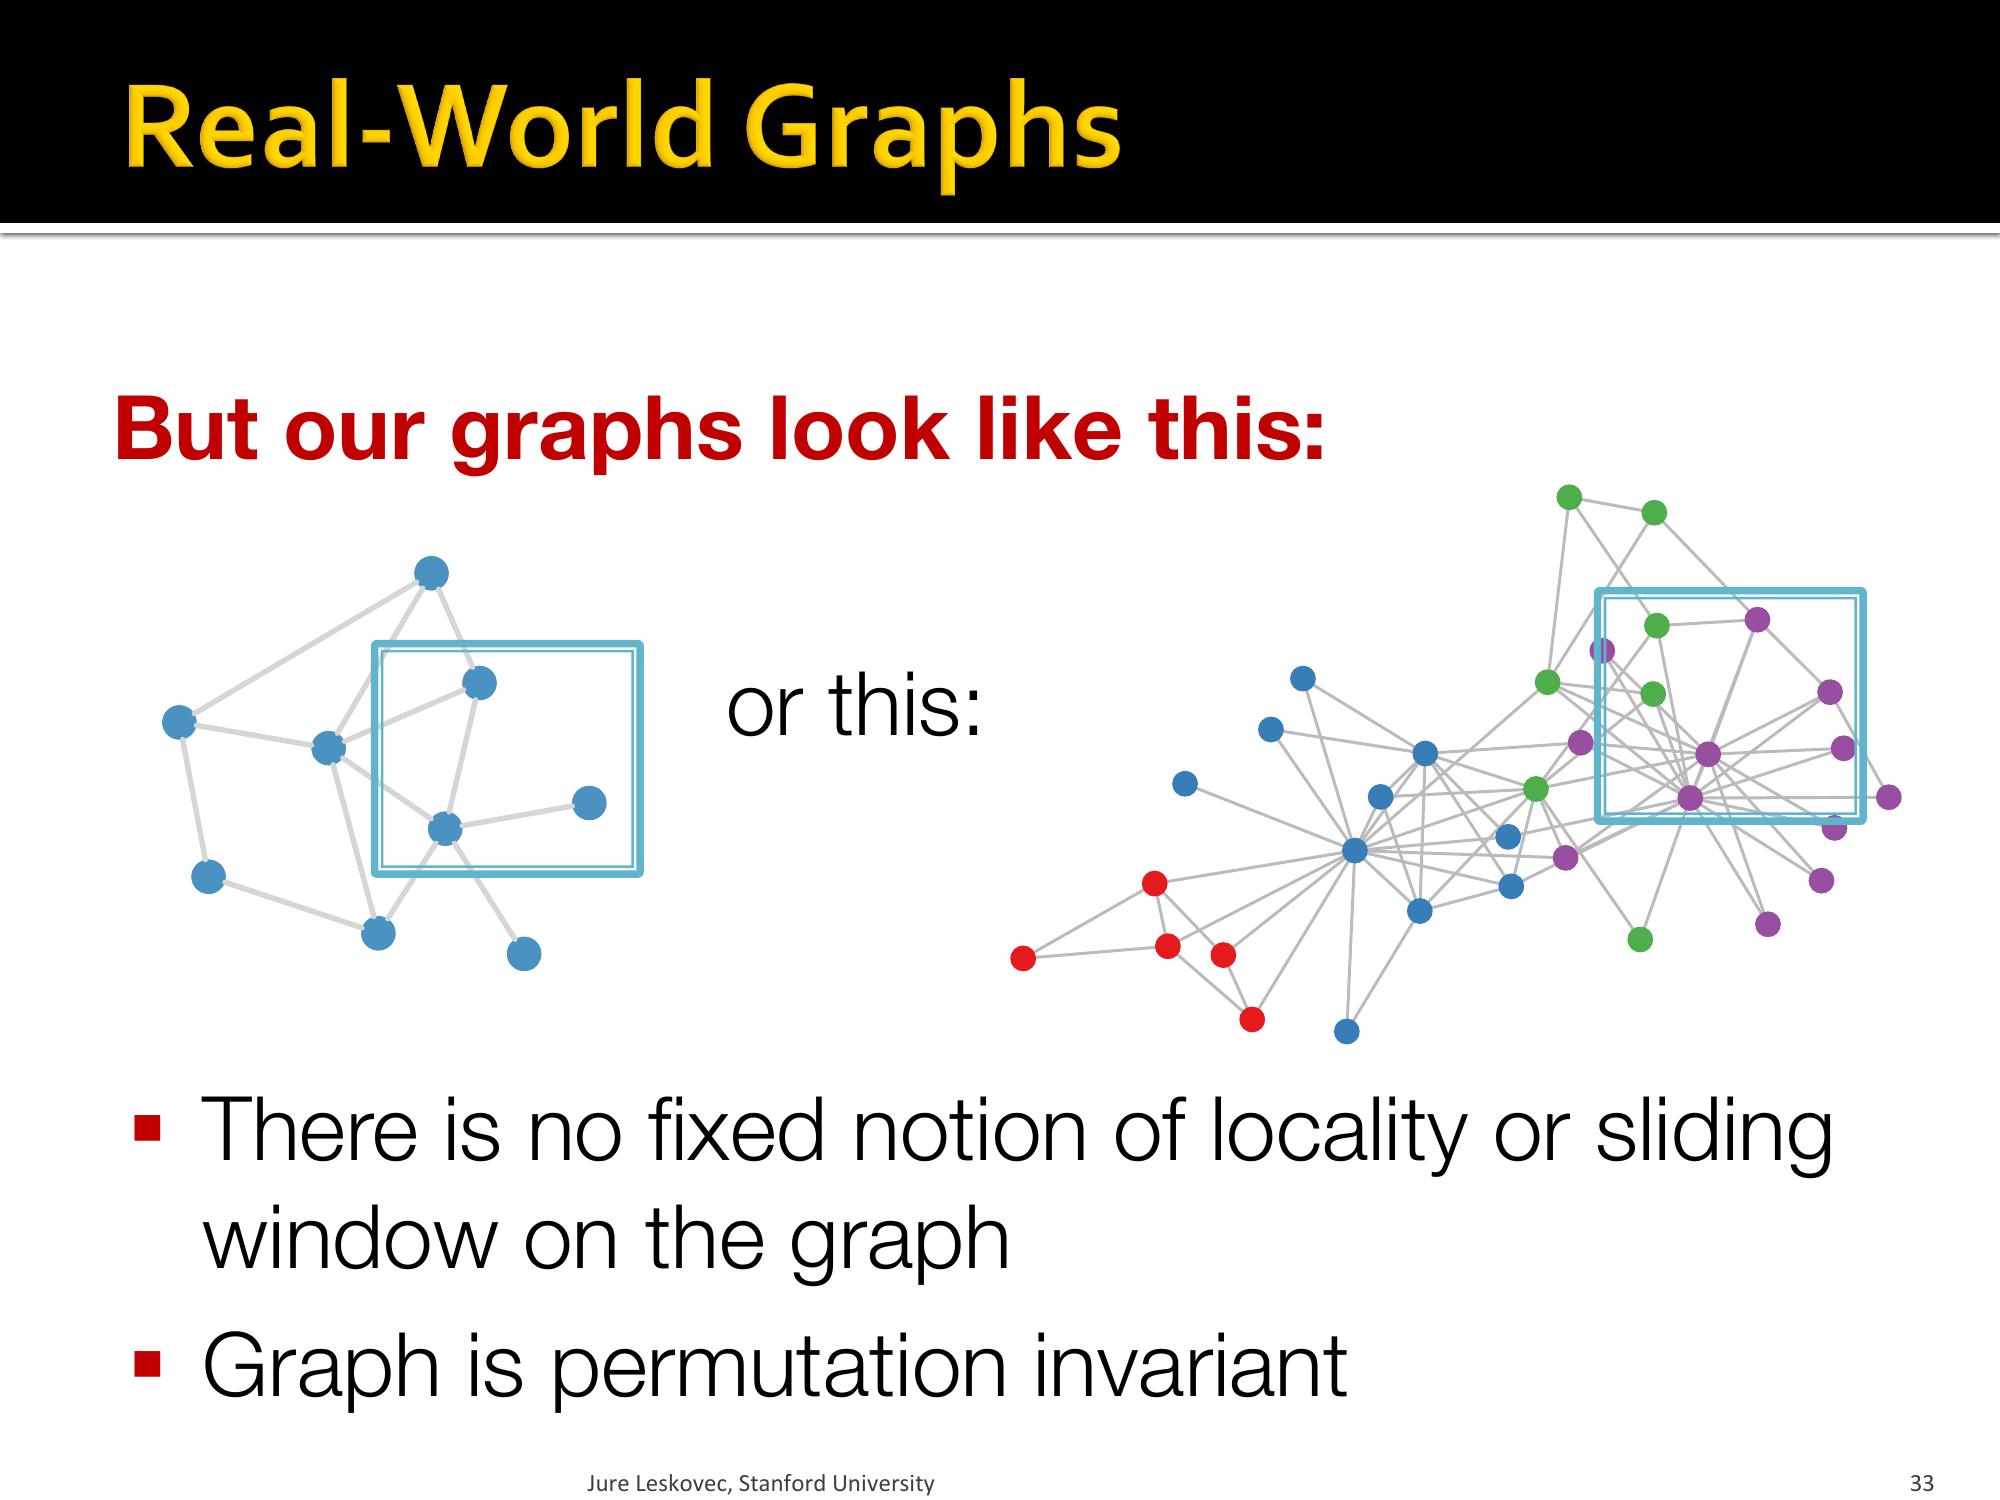 Real-World Graphs
But our graphs look like this:
or this:
▪ There is no fixed notion of locality or sliding
window on the graph
▪ Graph is permutation invariant
Jure Leskovec, Stanford University
33